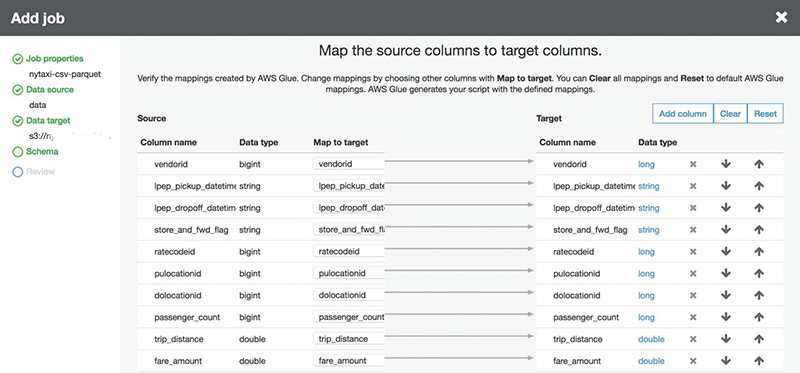 Add job
Job properties
nytaxi-csv-parquet
Data source
data
Data target
Schema
Review
Map the source columns to target columns.
Verify the mappings created by AWS Glue. Change mappings by choosing other columns with Map to target. You can Clear all mappings and Reset to default AWS Glue
mappings. AWS Glue generates your script with the defined mappings.
Add column Clear Reset
Source Target
Column name Data type Map to target Column name Data type
vendorid bigint vendorid vendorid long
lpep_pickup_datetime string lpep_pickup_date lpep_pickup_datetim string
lpep_dropoff_datetim string lpep_dropoff_dat lpep_dropoff_datetim string
store_and_fwd_flag string store_and_fwd_fla store_and_fwd_flag string
ratecodeid bigint ratecodeid ratecodeid long
pulocationid bigint pulocationid pulocationid long
dolocationid bigint dolocationid dolocationid long
passenger_count bigint passenger_count passenger_count long
trip_distance double trip_distance trip_distance double
fare_amount double fare_amount fare_amount double